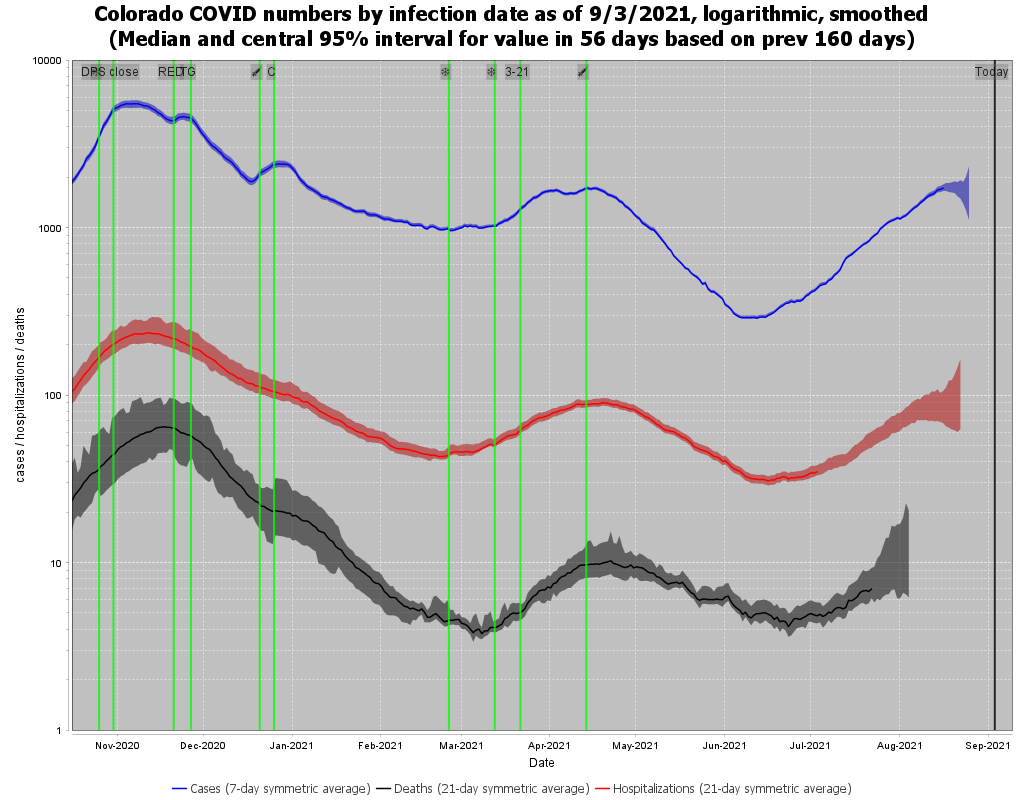 Colorado COVID numbers by infection date as of 9/3/2021, logarithmic, smoothed
(Median and central 95% interval for value in 56 days based on prev 160 days)
10000
1000
100
10
1
cases / hospitalizations / deaths
close
C
3-21
Today
Nov-2020
Dec-2020
Jan-2021
Feb-2021
Mar-2021
Apr-2021
May-2021
Jun-2021
Jul-2021
Aug-2021
Sep-2021
Date
Cases (7-day symmetric average)
Deaths (21-day symmetric average)
Hospitalizations (21-day symmetric average)